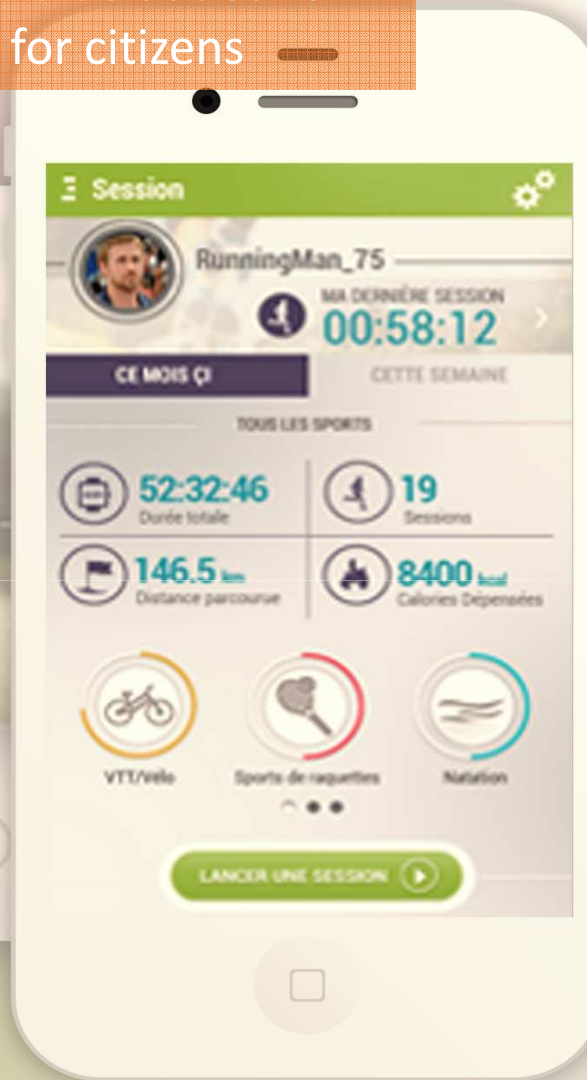 for citizens
Session
RunningMan_75
MA DERNIÈRE SESSION
00:58:12
CE MOIS ÇI
CETTE SEMAINE
TOUS LES SPORTS
52:32:46
Durée totale
19
Sessions
146.5 km
Distance parcourue
8400 kcal
Calories Dépensées
VTT/Vélo
Sports de raquettes
Natation
LANCER UNE SESSION